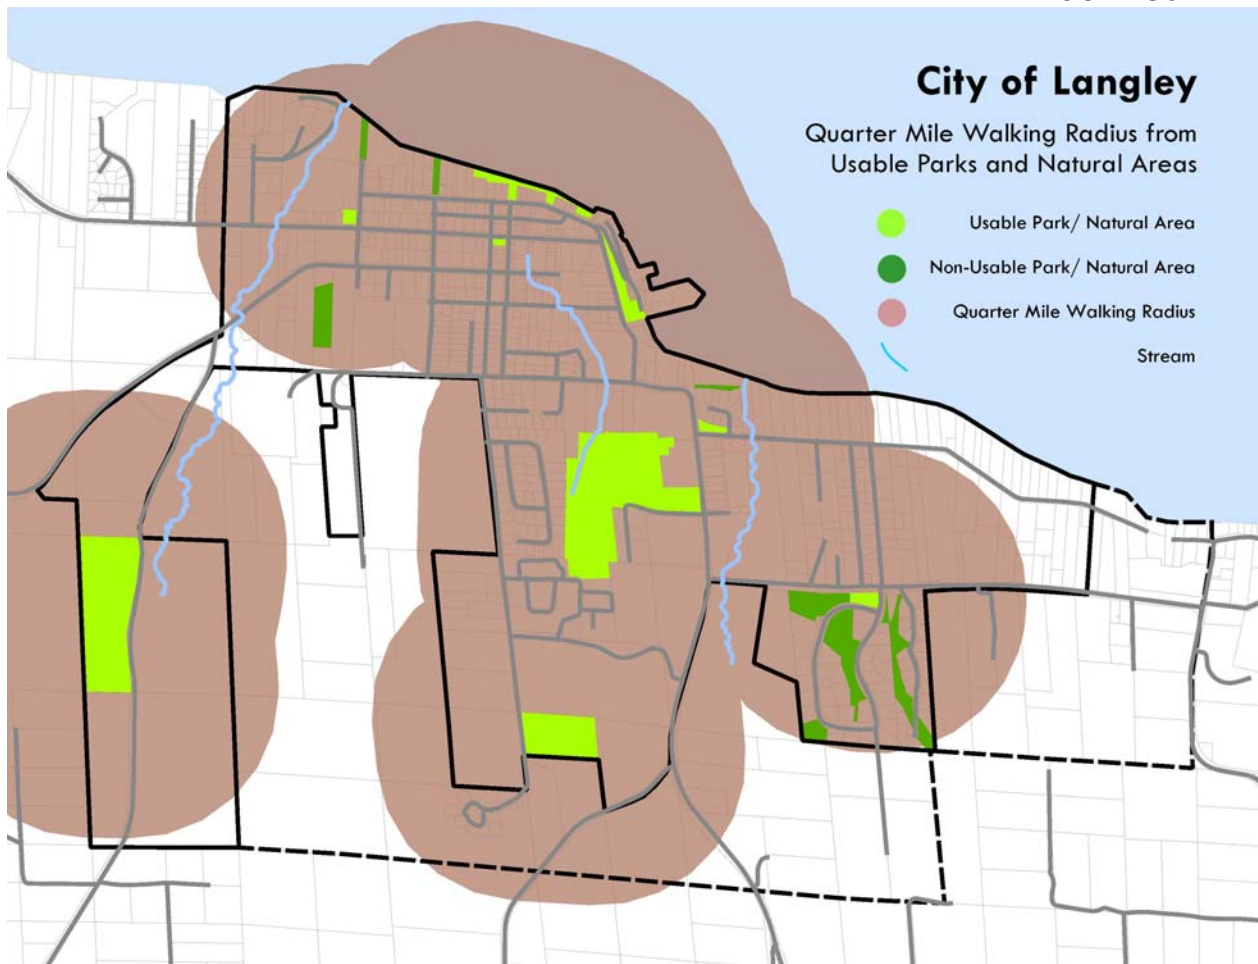 City of Langley
Quarter Mile Walking Radius from
Usable Parks and Natural Areas
Usable Park/ Natural Area
Non-Usable Park/ Natural Area
Quarter Mile Walking Radius
Stream